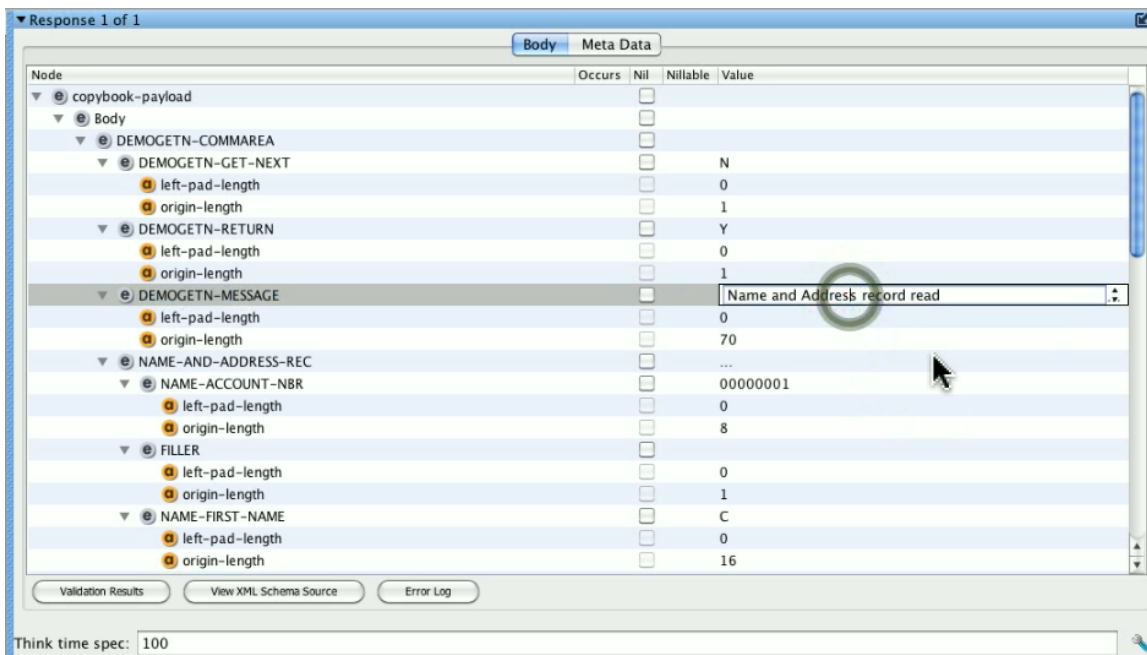 Response 1 of 1
Body Meta Data
Node Occurs Nil Nillable Value
e copybook-payload
e Body
e DEMOGETN-COMMAREA
e DEMOGETN-GET-NEXT N
a left-pad-length 0
a origin-length 1
e DEMOGETN-RETURN Y
a left-pad-length 0
a origin-length 1
e DEMOGETN-MESSAGE Name and Address record read
a left-pad-length 0
a origin-length 70
e NAME-AND-ADDRESS-REC ...
e NAME-ACCOUNT-NBR 00000001
a left-pad-length 0
a origin-length 8
e FILLER
a left-pad-length 0
a origin-length 1
e NAME-FIRST-NAME C
a left-pad-length 0
a origin-length 16
Validation Results View XML Schema Source Error Log
Think time spec: 100